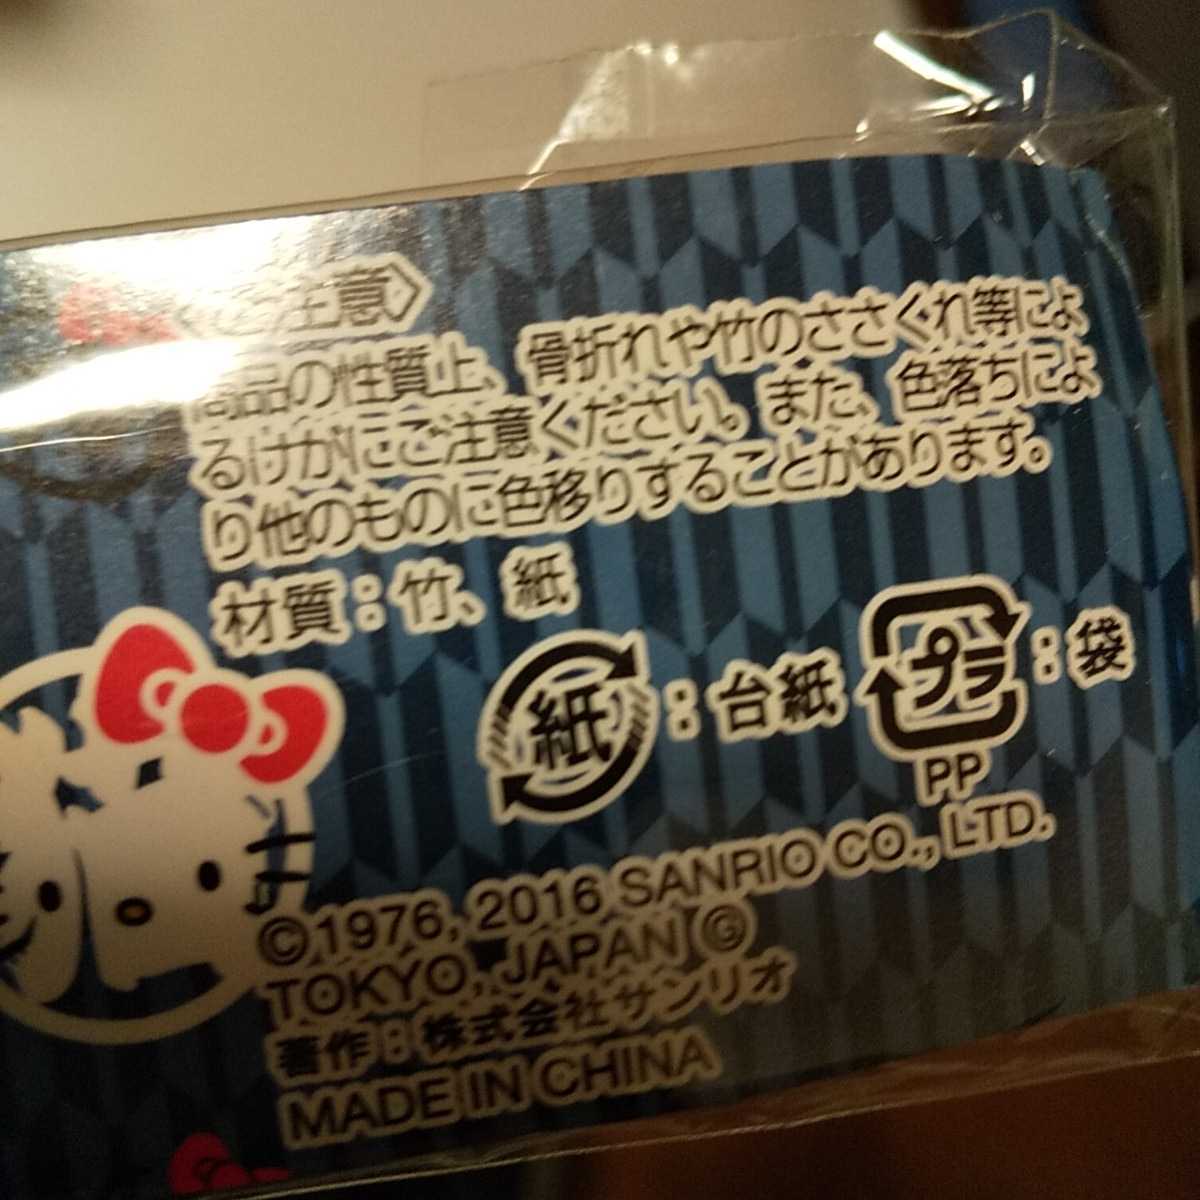 〈ご注意〉
商品の性質上、骨折れや竹のささくれ等によ
るけがにご注意ください。また、色落ちによ
り他のものに色移りすることがあります。
材質：竹、紙
紙：台紙 プラ：袋
PP
©1976, 2016 SANRIO CO., LTD.
TOKYO, JAPAN Ⓖ
著作：株式会社サンリオ
MADE IN CHINA